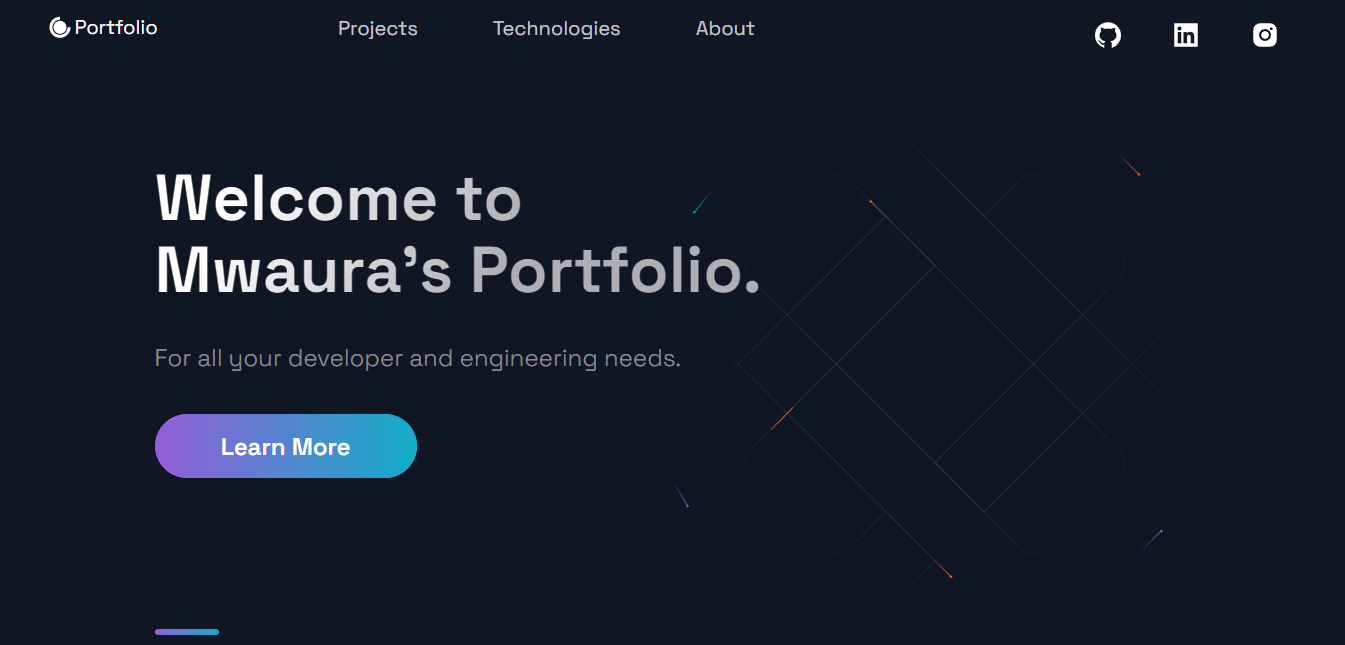 Portfolio
Projects
Technologies
About
Welcome to
Mwaura’s Portfolio.
For all your developer and engineering needs.
Learn More